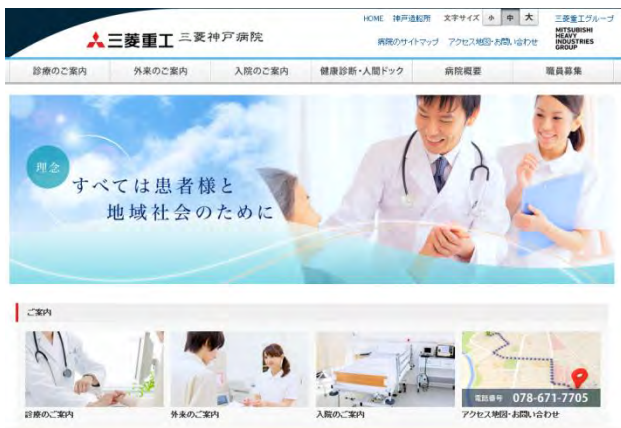 HOME 神戸造船所 文字サイズ 小 中 大 三菱重工グループ
三菱重工 三菱神戸病院
病院のサイトマップ アクセス地図・お問い合わせ
MITSUBISHI
HEAVY
INDUSTRIES
GROUP
診療のご案内 外来のご案内 入院のご案内 健康診断・人間ドック 病院概要 職員募集
理念
すべては患者様と
地域社会のために
ご案内
電話番号 078-671-7705
診療のご案内 外来のご案内 入院のご案内 アクセス地図・お問い合わせ